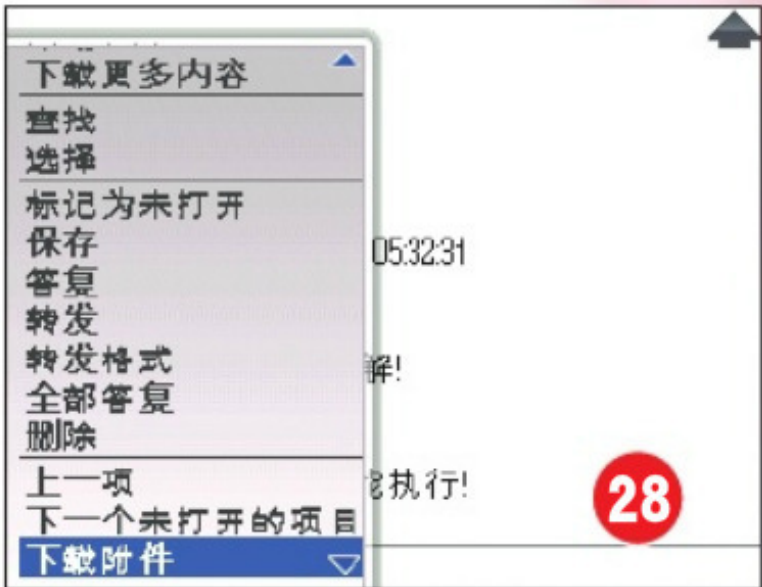 下载更多内容
查找
选择
标记为未打开
保存
05:32:31
答复
转发
转发格式
解!
全部答复
删除
上一项
执行!
28
下一个未打开的项目
下载附件